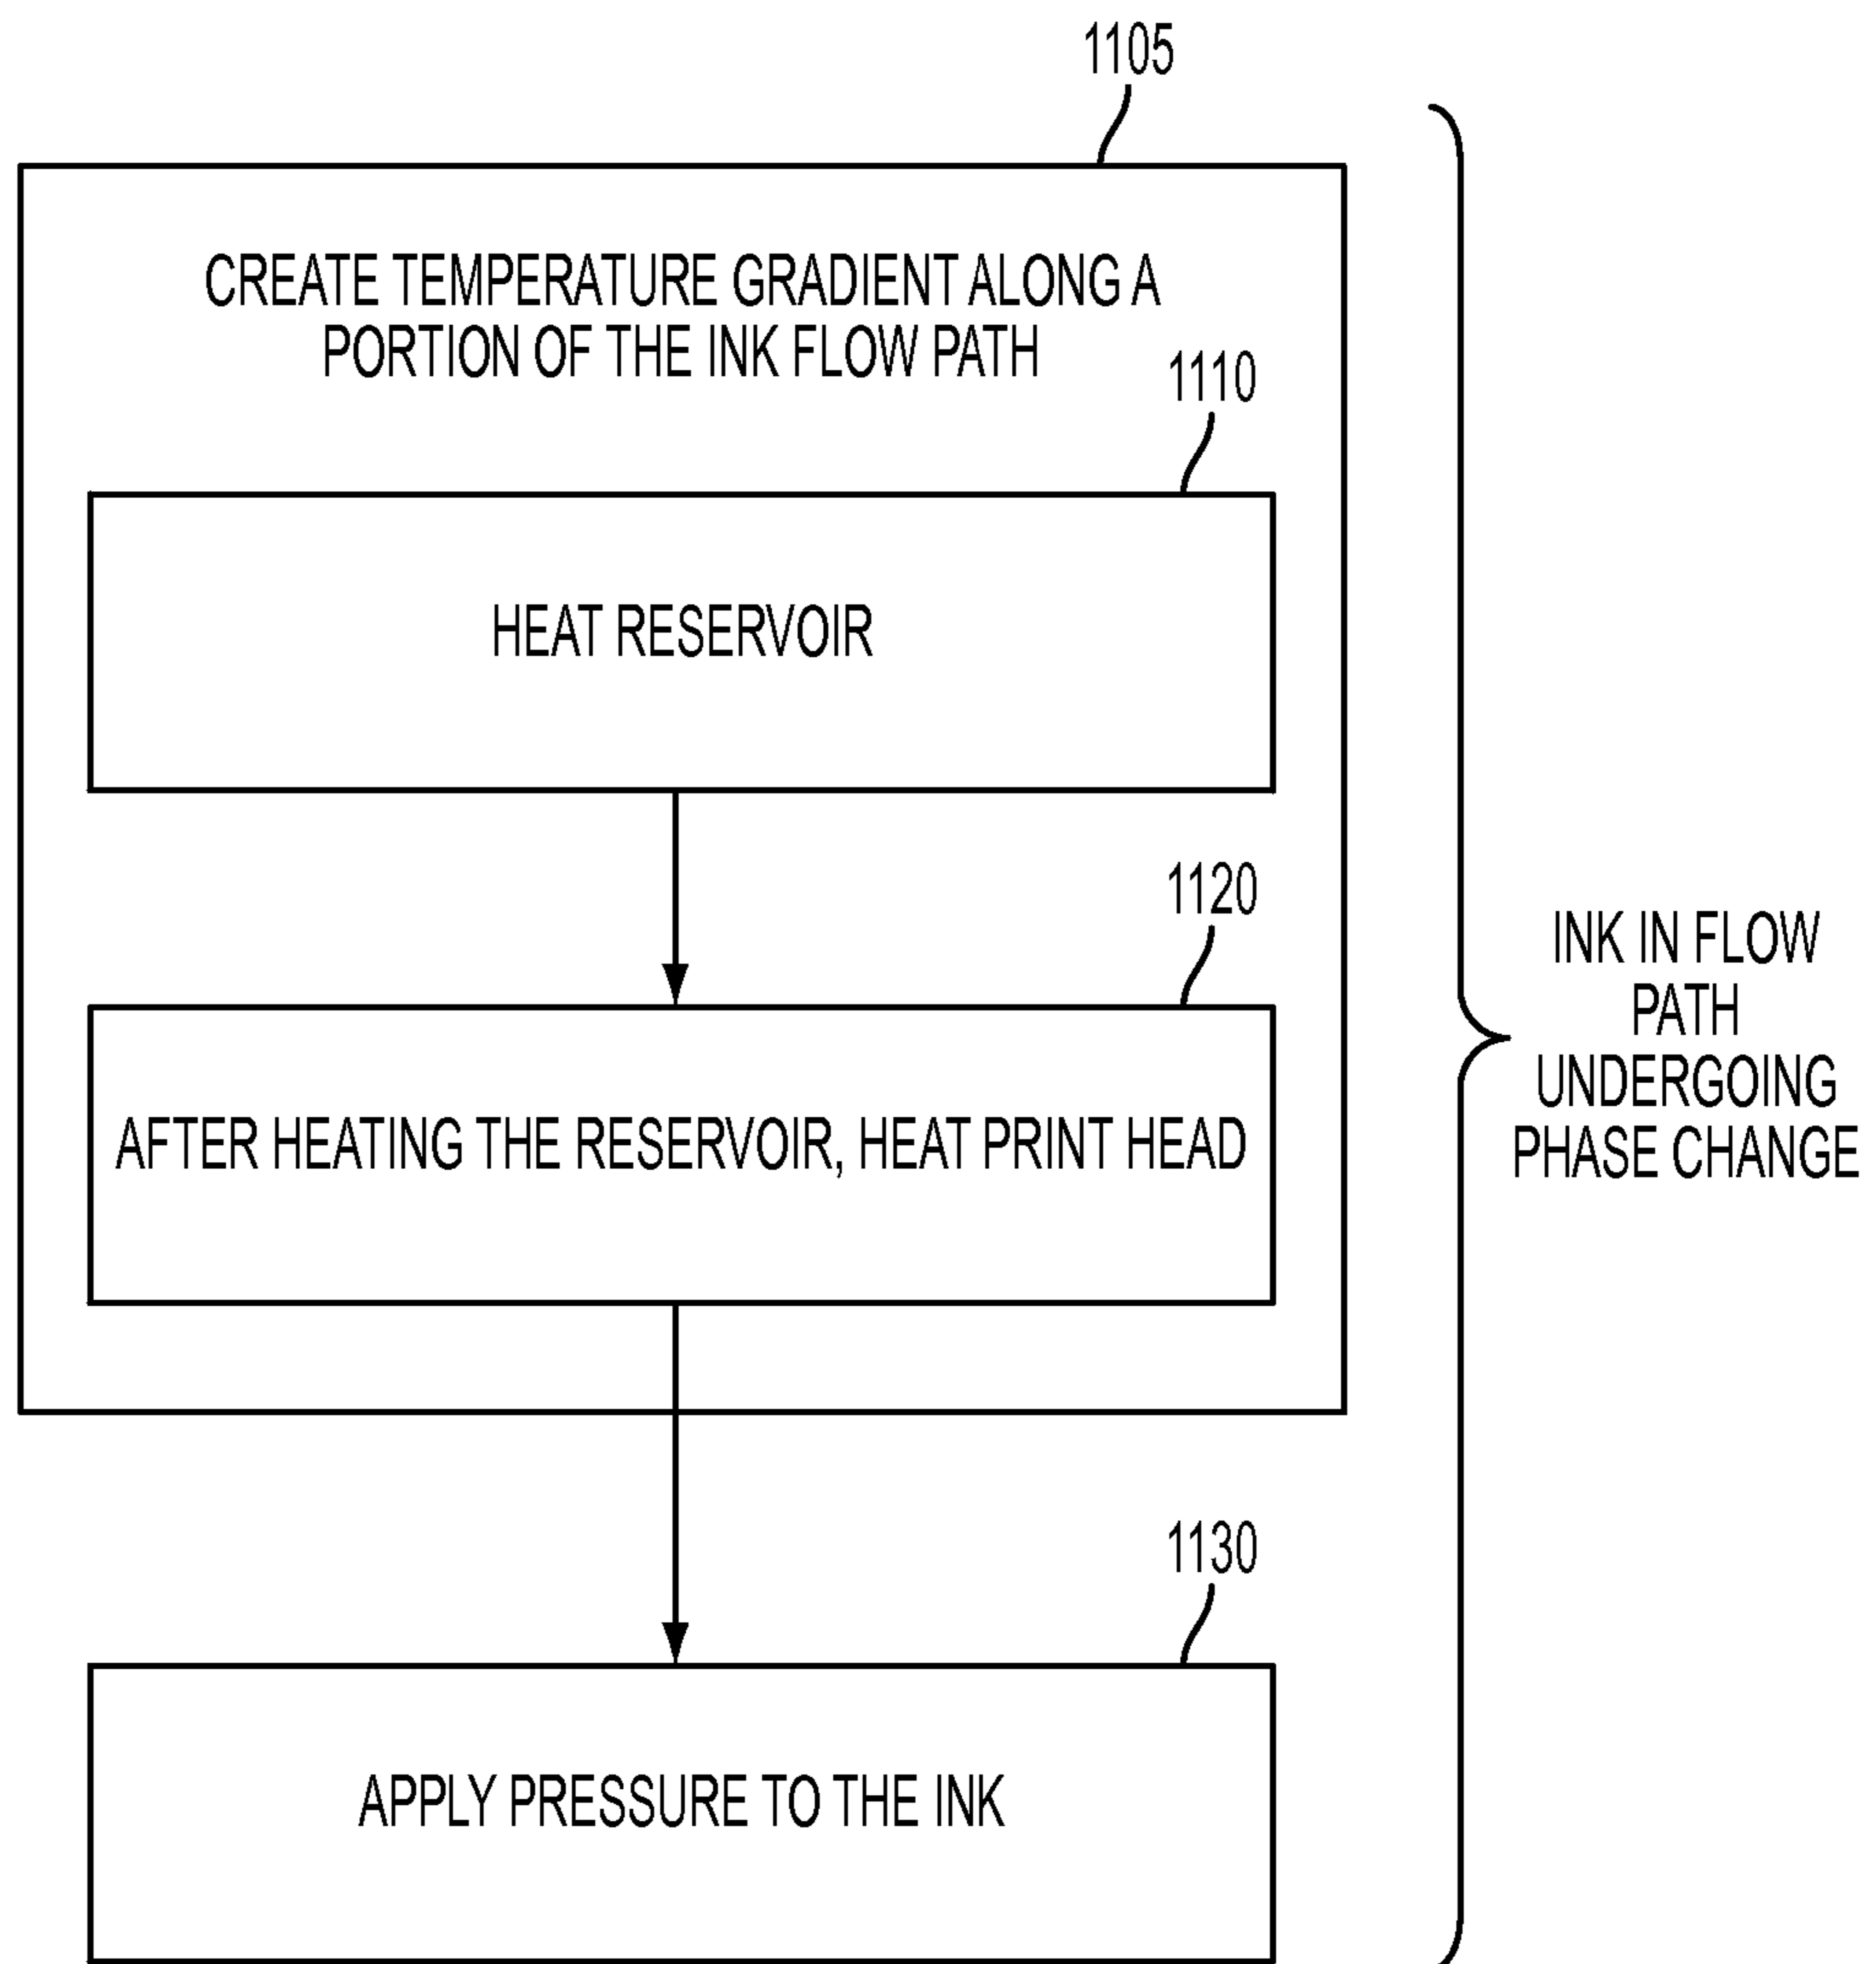 1105
CREATE TEMPERATURE GRADIENT ALONG A
PORTION OF THE INK FLOW PATH
1110
HEAT RESERVOIR
1120
AFTER HEATING THE RESERVOIR, HEAT PRINT HEAD
1130
APPLY PRESSURE TO THE INK
INK IN FLOW
PATH
UNDERGOING
PHASE CHANGE